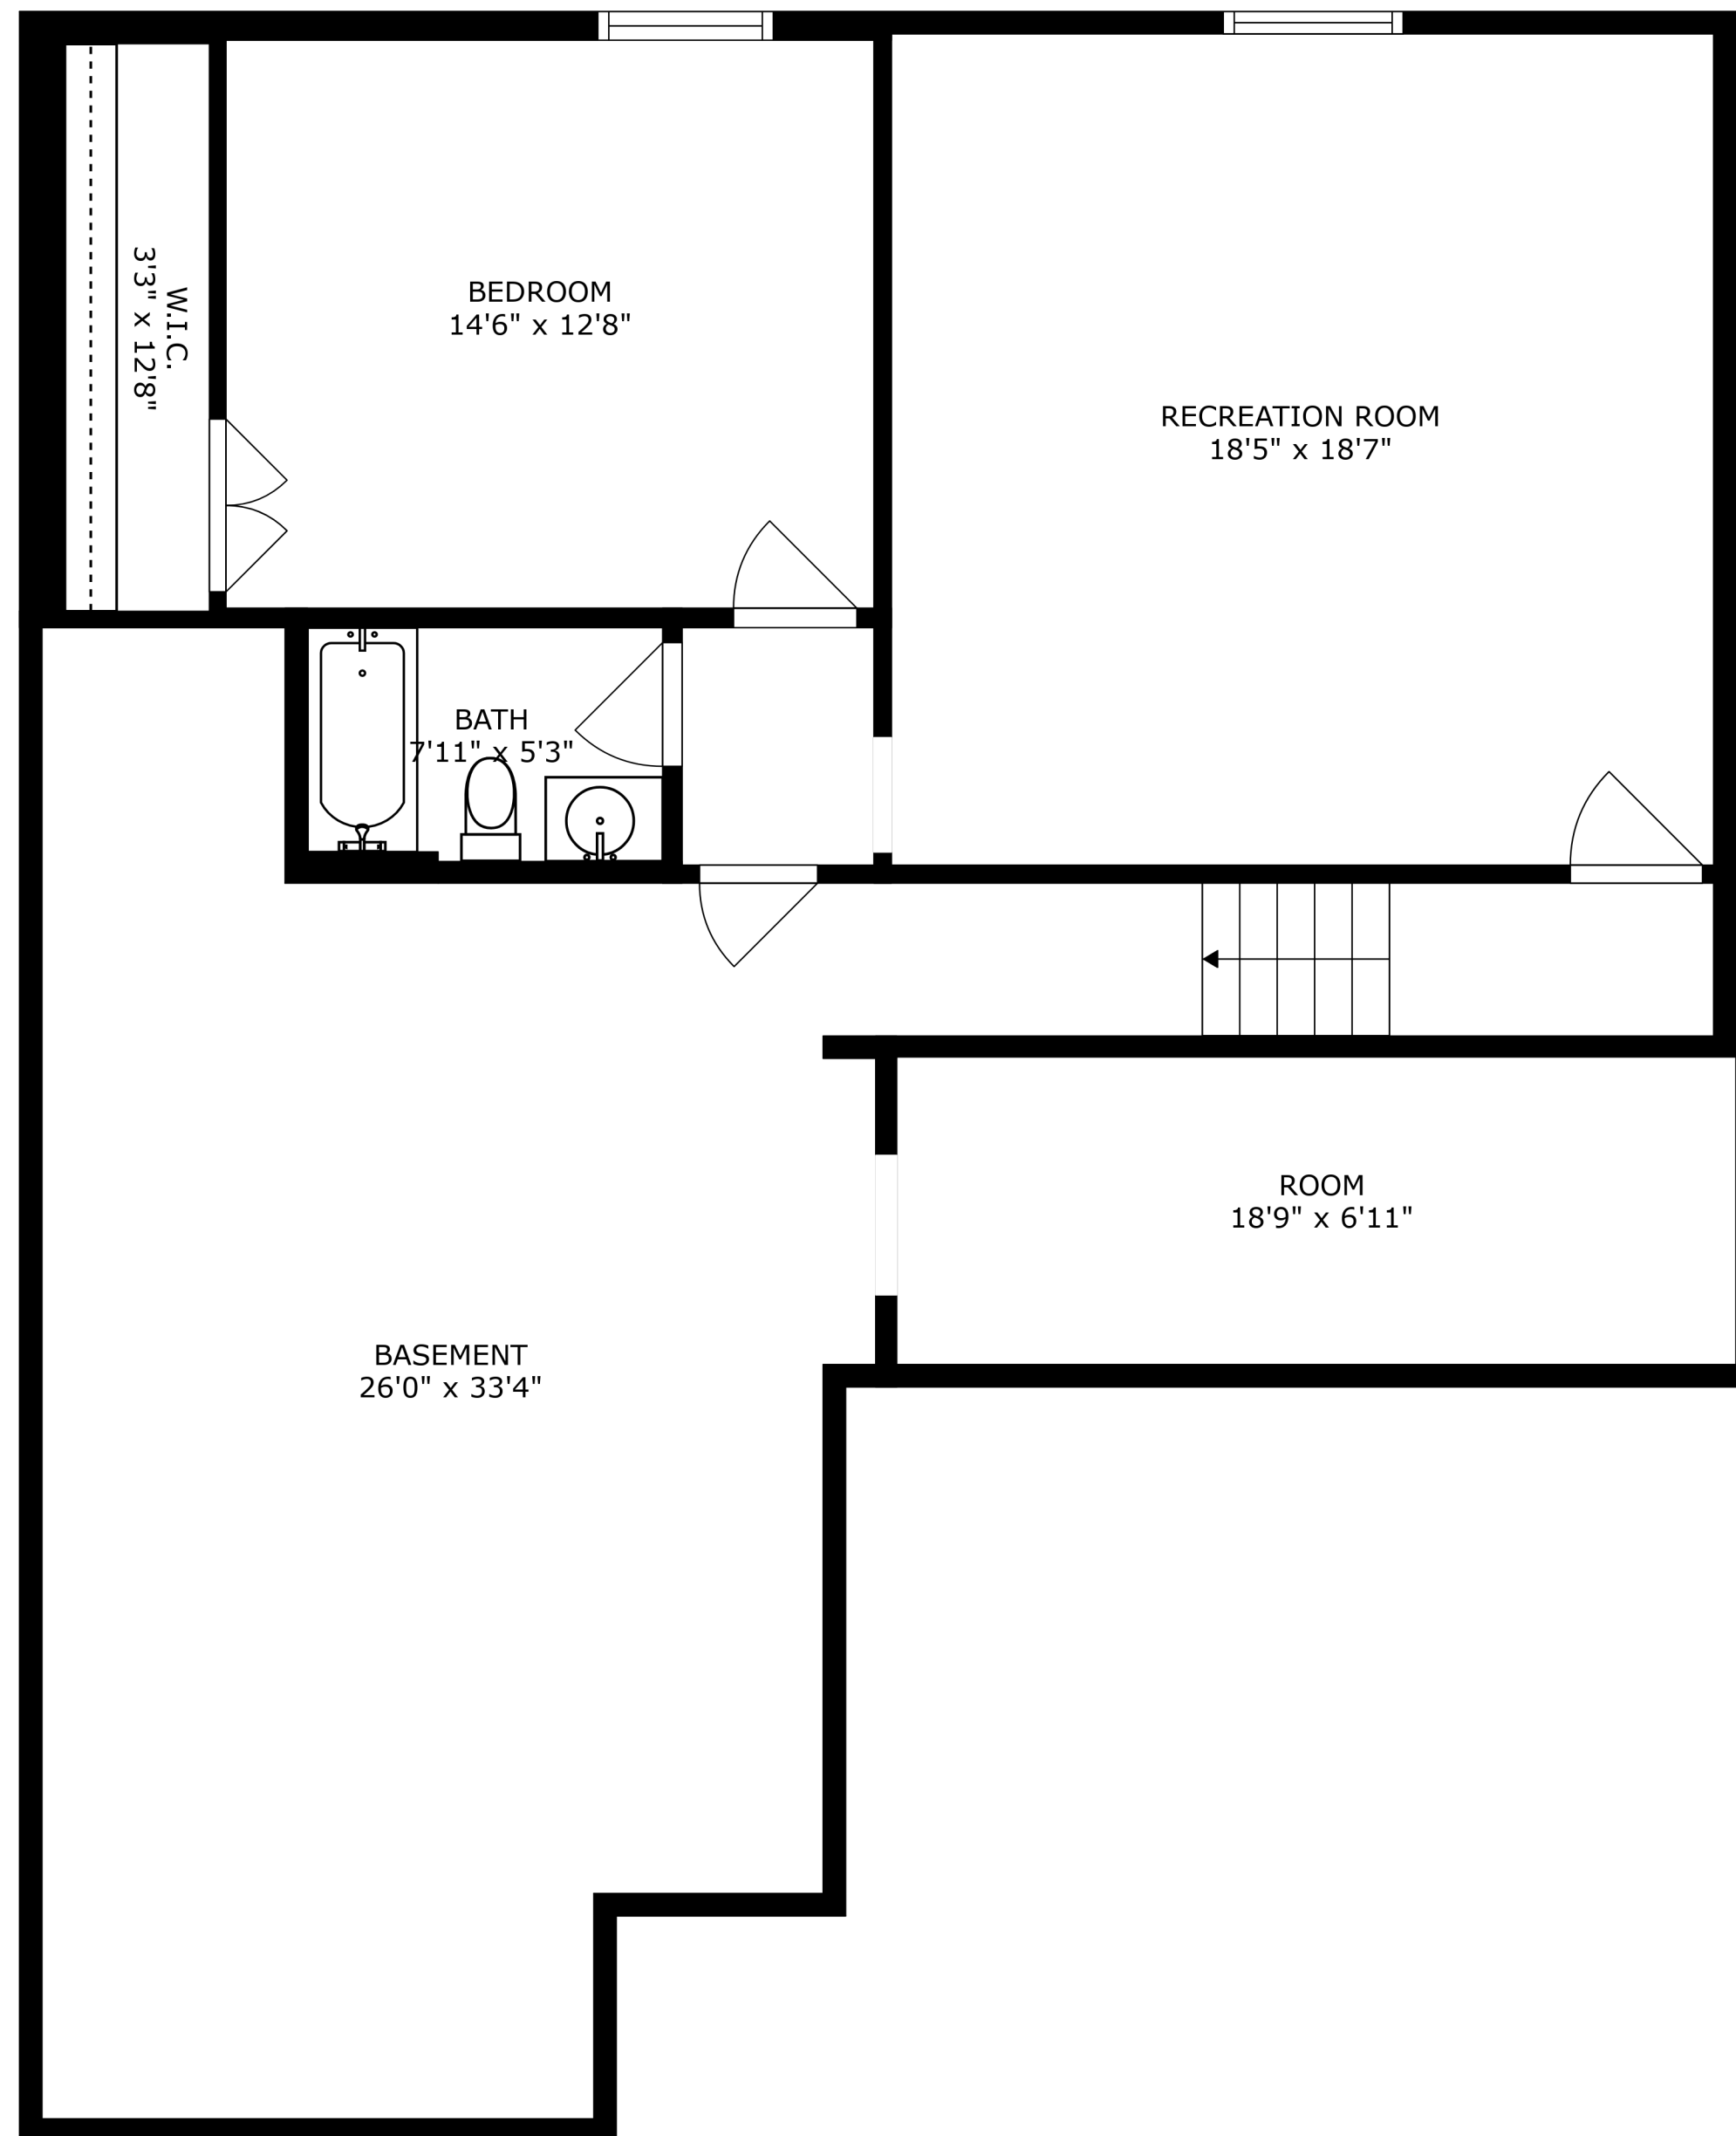 W.I.C.
3'3" x 12'8"
BEDROOM
14'6" x 12'8"
RECREATION ROOM
18'5" x 18'7"
BATH
7'11" x 5'3"
ROOM
18'9" x 6'11"
BASEMENT
26'0" x 33'4"